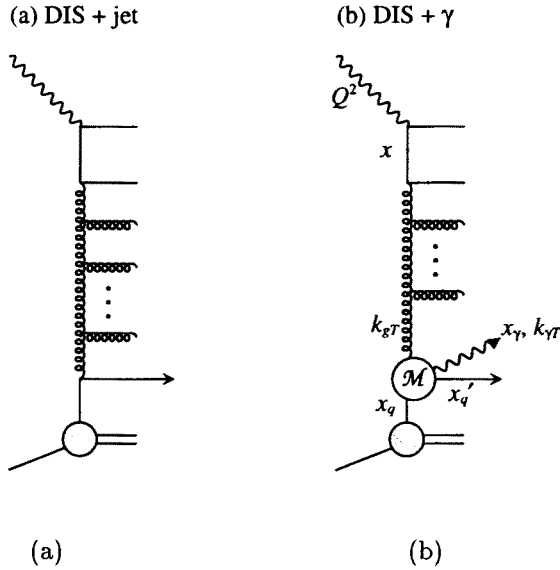 (a) DIS + jet
(b) DIS + γ
Q²
x
k_gT
x_γ, k_γT
ℳ
x_q
x_q′
(a)
(b)